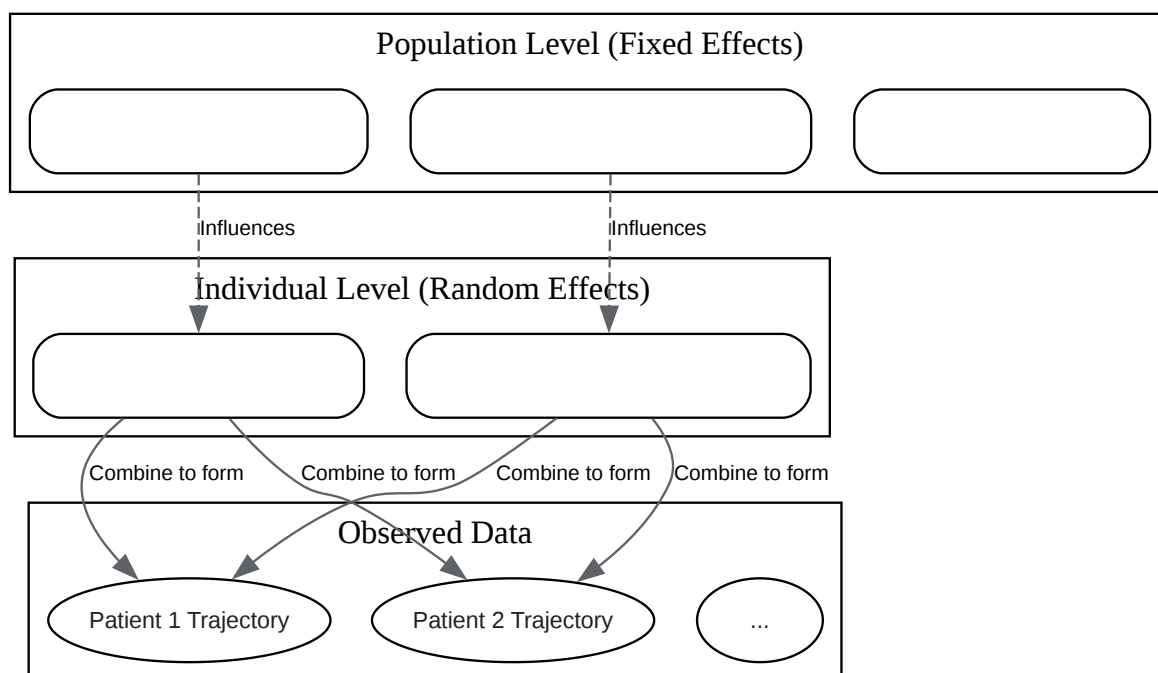 Population Level (Fixed Effects)
Influences
Influences
Individual Level (Random Effects)
Combine to form
Combine to form
Combine to form
Combine to form
Observed Data
Patient 1 Trajectory
Patient 2 Trajectory
...